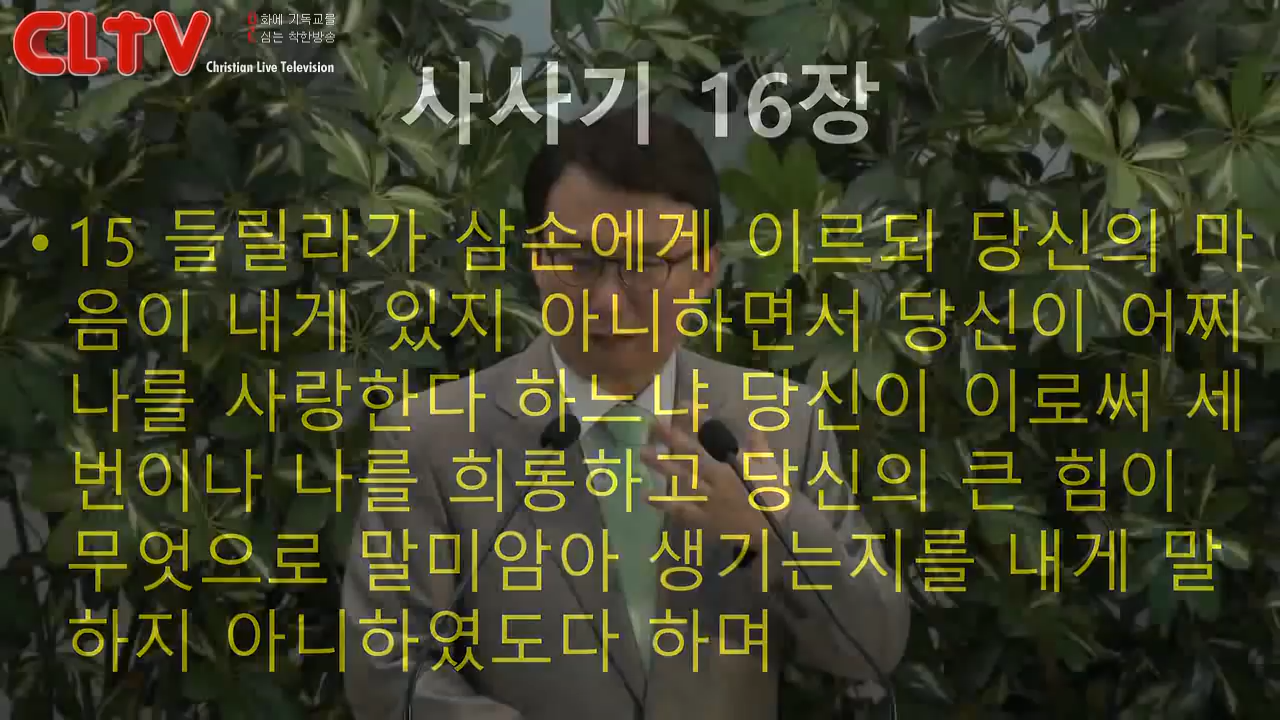 CLTV
화에 기독교를
심는 착한방송
Christian Live Television
사사기 16장
• 15 들릴라가 삼손에게 이르되 당신의 마
음이 내게 있지 아니하면서 당신이 어찌
나를 사랑한다 하느냐 당신이 이로써 세
번이나 나를 희롱하고 당신의 큰 힘이
무엇으로 말미암아 생기는지를 내게 말
하지 아니하였도다 하며